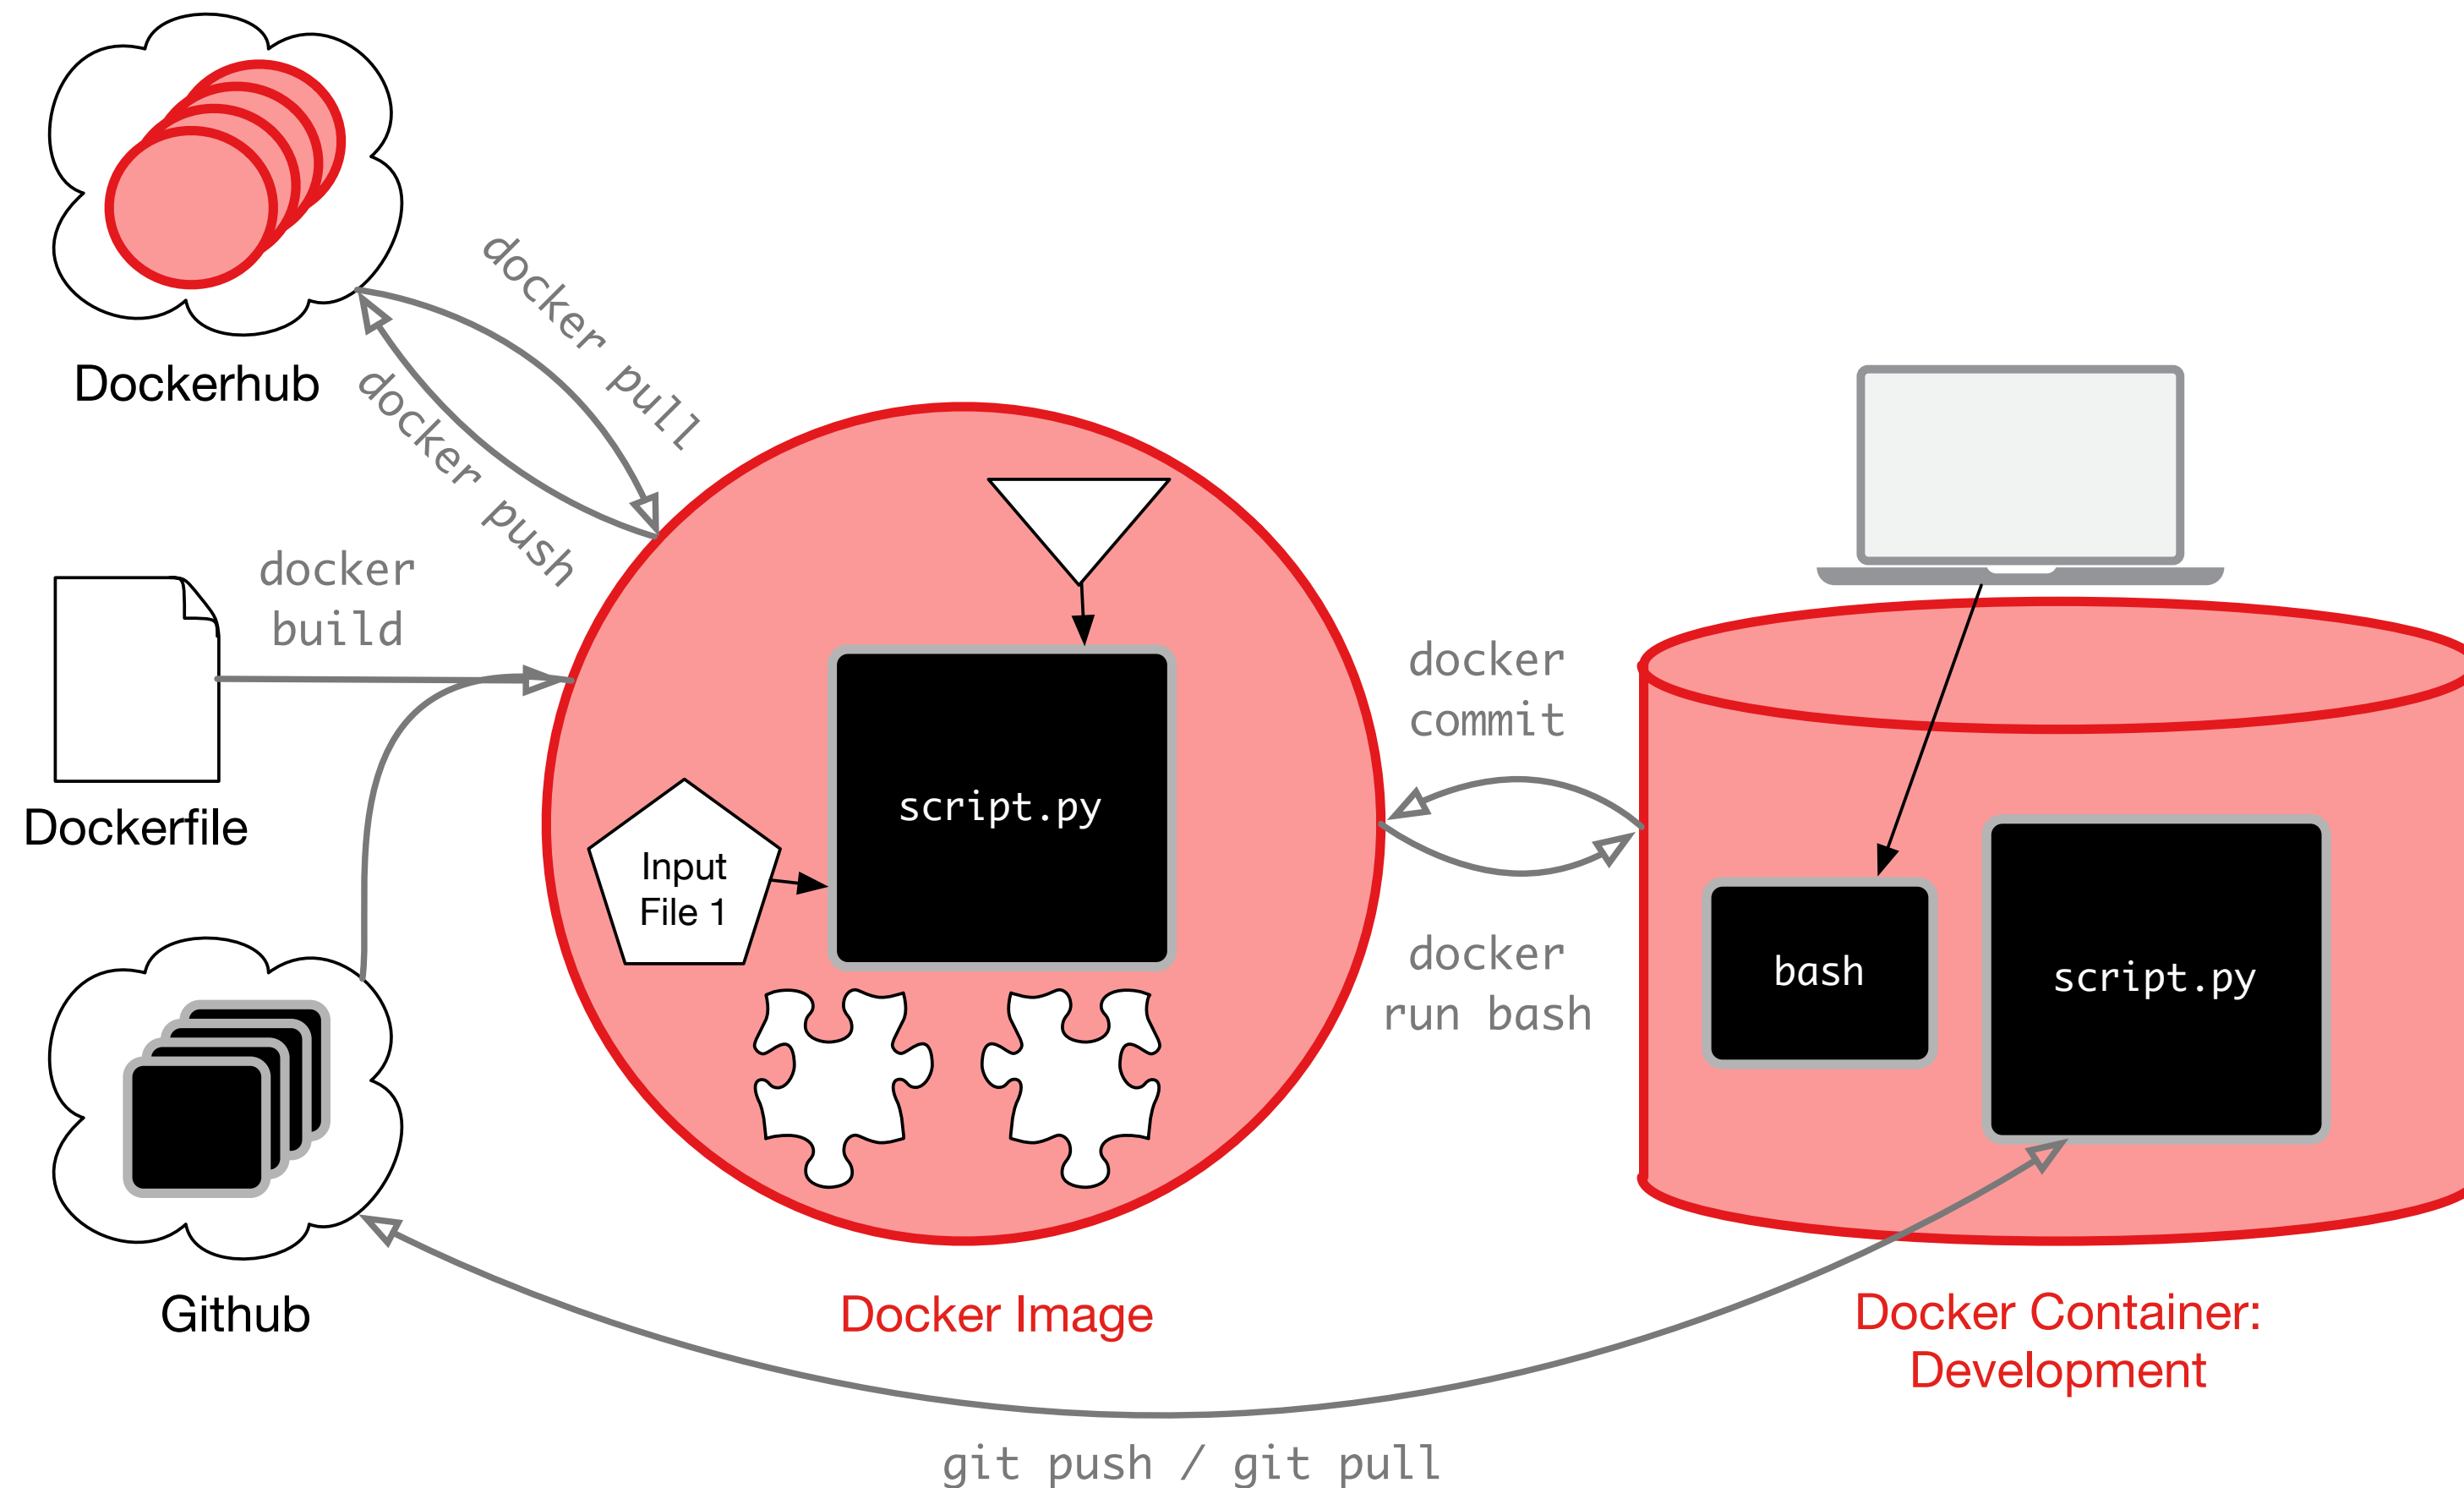 Dockerhub
docker pull
docker push
docker
build
Dockerfile
Github
script.py
Input
File 1
Docker Image
docker
commit
docker
run bash
bash
script.py
Docker Container:
Development
git push / git pull